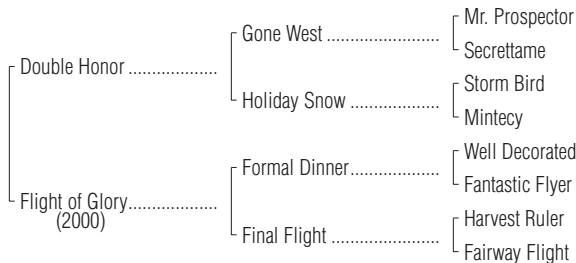 Mr. Prospector
Gone West ........................
Secrettame
Double Honor ...................
Storm Bird
Holiday Snow ...................
Mintecy
Well Decorated
Formal Dinner...................
Fantastic Flyer
Flight of Glory...................
(2000)
Harvest Ruler
Final Flight .......................
Fairway Flight